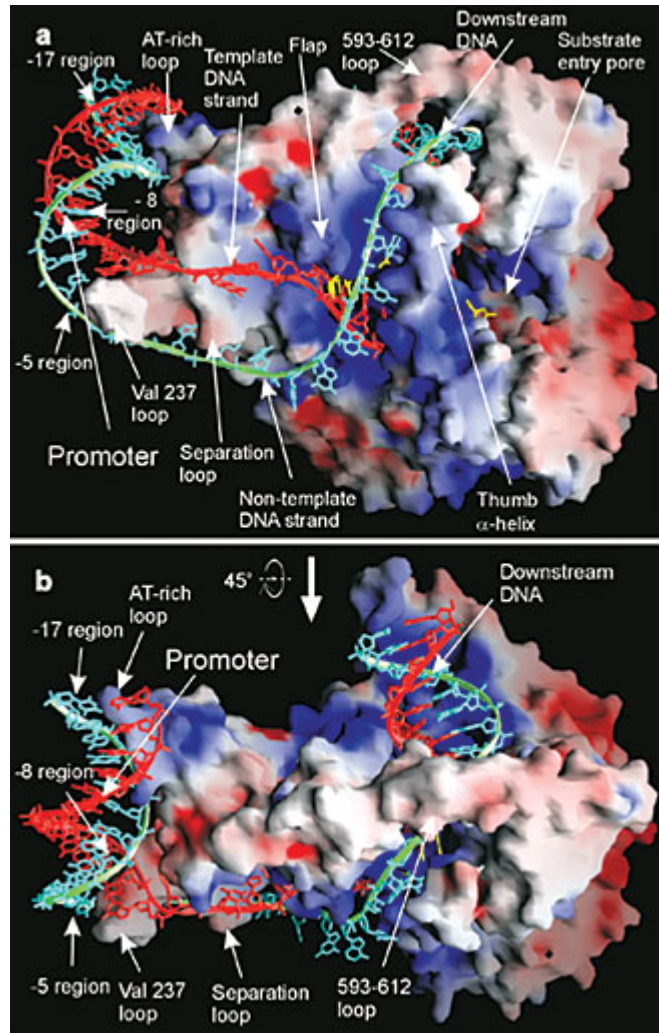 a
-17 region
AT-rich
loop
Template
DNA
strand
Flap
593-612
loop
Downstream
DNA
Substrate
entry pore
- 8
region
-5 region
Val 237
loop
Promoter
Separation
loop
Non-template
DNA strand
Thumb
α-helix
b
45°
AT-rich
loop
-17 region
Promoter
Downstream
DNA
-8 region
-5 region
Val 237
loop
Separation
loop
593-612
loop